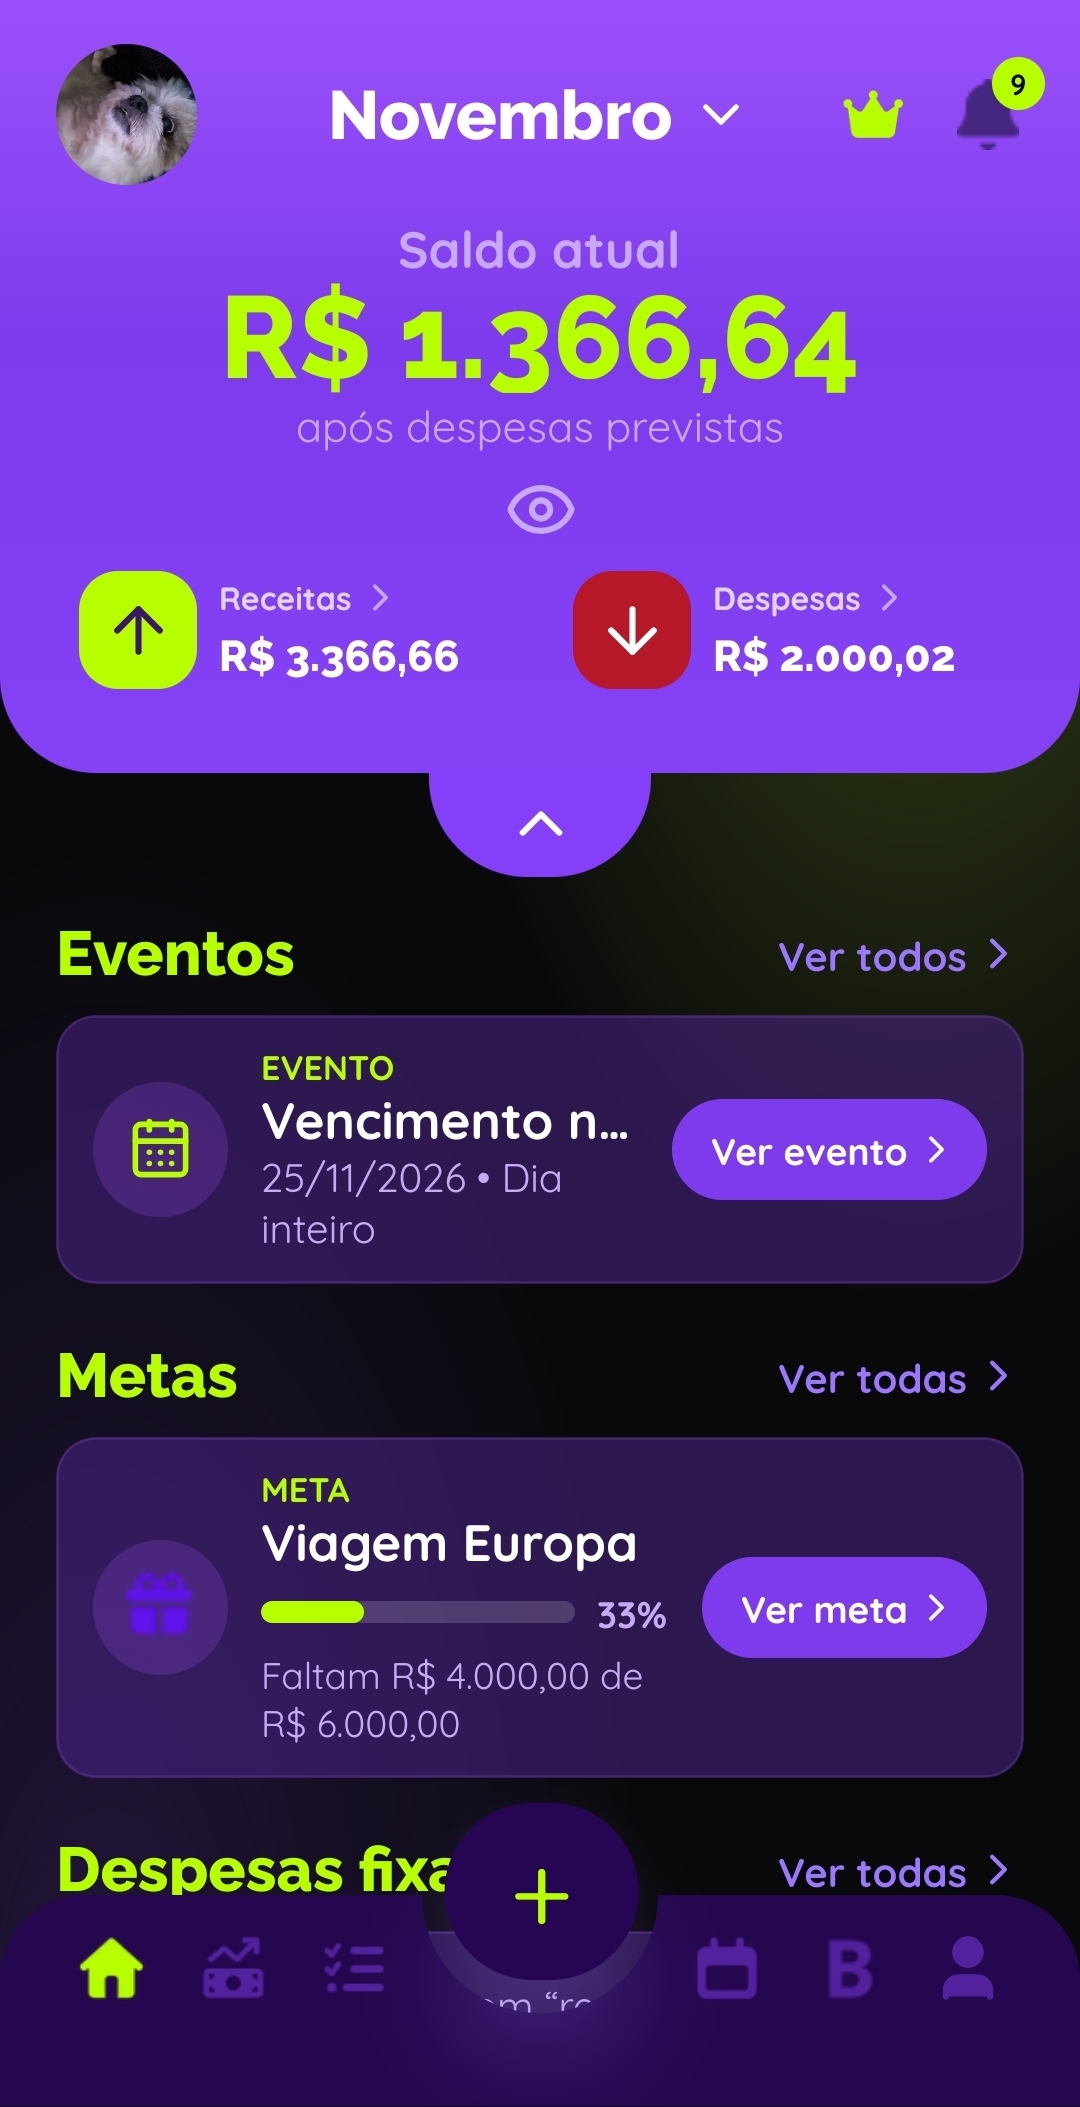 Novembro
9
Saldo atual
R$ 1.366,64
após despesas previstas
Receitas
R$ 3.366,66
Despesas
R$ 2.000,02
Eventos
Ver todos
EVENTO
Vencimento n...
25/11/2026 • Dia
inteiro
Ver evento
Metas
Ver todas
META
Viagem Europa
33%
Faltam R$ 4.000,00 de
R$ 6.000,00
Ver meta
Despesas
Ver todas
B